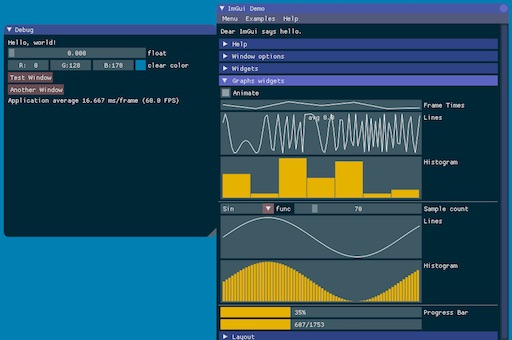 Debug
Hello, world!
0.000 float
R: 0 G:128 B:178 clear color
Test Window
Another Window
Application average 16.667 ms/frame (60.0 FPS)
ImGui Demo
Menu Examples Help
Dear ImGui says hello.
Help
Window options
Widgets
Graphs widgets
Animate
Frame Times
avg 0.0
Lines
Histogram
Sin func 70 Sample count
Lines
Histogram
35% Progress Bar
607/1753
Layout